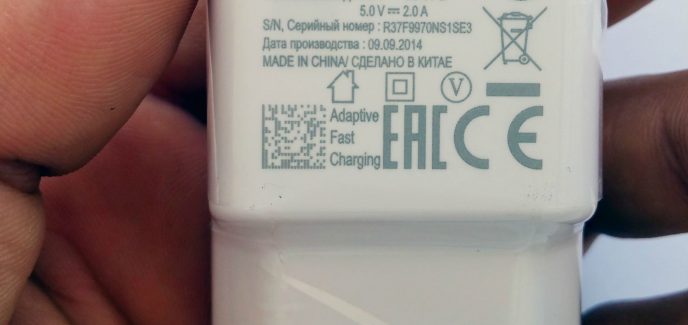 5.0V ⎓ 2.0 A
S/N, Серийный номер : R37F9970NS1SE3
Дата производства : 09.09.2014
MADE IN CHINA/ СДЕЛАНО В КИТАЕ
V
Adaptive
Fast
Charging
EAC CE